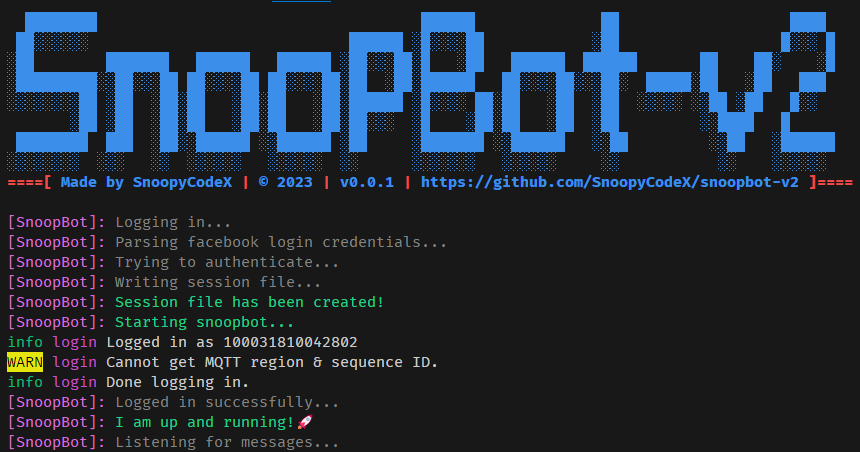 SnoopBot-v2
====[ Made by SnoopyCodeX | © 2023 | v0.0.1 | https://github.com/SnoopyCodeX/snoopbot-v2 ]====
[SnoopBot]: Logging in...
[SnoopBot]: Parsing facebook login credentials...
[SnoopBot]: Trying to authenticate...
[SnoopBot]: Writing session file...
[SnoopBot]: Session file has been created!
[SnoopBot]: Starting snoopbot...
info login Logged in as 100031810042802
WARN login Cannot get MQTT region & sequence ID.
info login Done logging in.
[SnoopBot]: Logged in successfully...
[SnoopBot]: I am up and running!🚀
[SnoopBot]: Listening for messages...